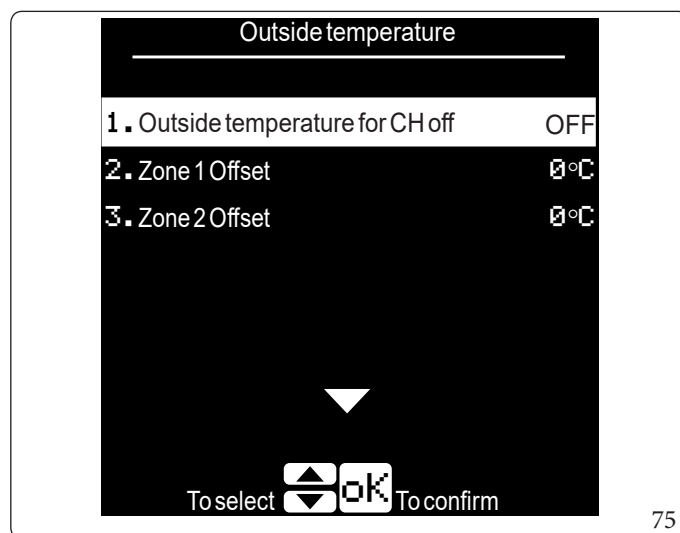 Outside temperature
1. Outside temperature for CH off OFF
2. Zone 1 Offset 0°C
3. Zone 2 Offset 0°C
To select oK To confirm
75